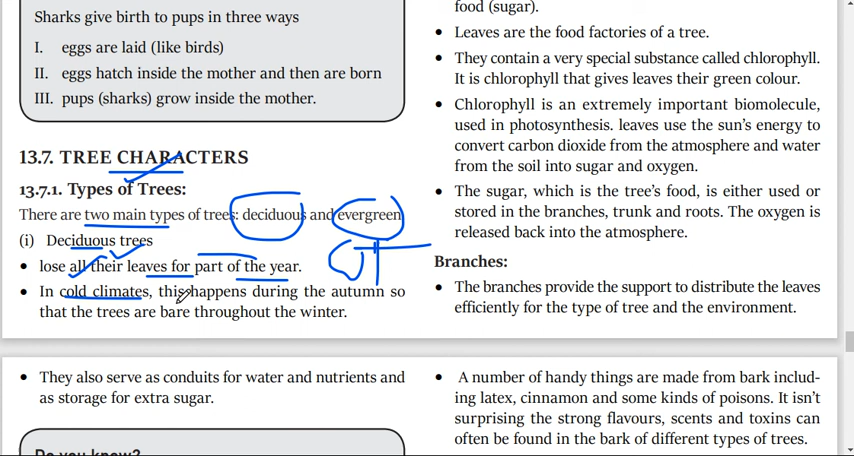 Sharks give birth to pups in three ways
I. eggs are laid (like birds)
II. eggs hatch inside the mother and then are born
III. pups (sharks) grow inside the mother.
13.7. TREE CHARACTERS
13.7.1. Types of Trees:
There are two main types of trees: deciduous and evergreen
(i) Deciduous trees
• lose all their leaves for part of the year.
• In cold climates, this happens during the autumn so
that the trees are bare throughout the winter.
food (sugar).
• Leaves are the food factories of a tree.
• They contain a very special substance called chlorophyll.
It is chlorophyll that gives leaves their green colour.
• Chlorophyll is an extremely important biomolecule,
used in photosynthesis. leaves use the sun's energy to
convert carbon dioxide from the atmosphere and water
from the soil into sugar and oxygen.
• The sugar, which is the tree's food, is either used or
stored in the branches, trunk and roots. The oxygen is
released back into the atmosphere.
Branches:
• The branches provide the support to distribute the leaves
efficiently for the type of tree and the environment.
• They also serve as conduits for water and nutrients and
as storage for extra sugar.
Do you know?
• A number of handy things are made from bark includ-
ing latex, cinnamon and some kinds of poisons. It isn't
surprising the strong flavours, scents and toxins can
often be found in the bark of different types of trees.